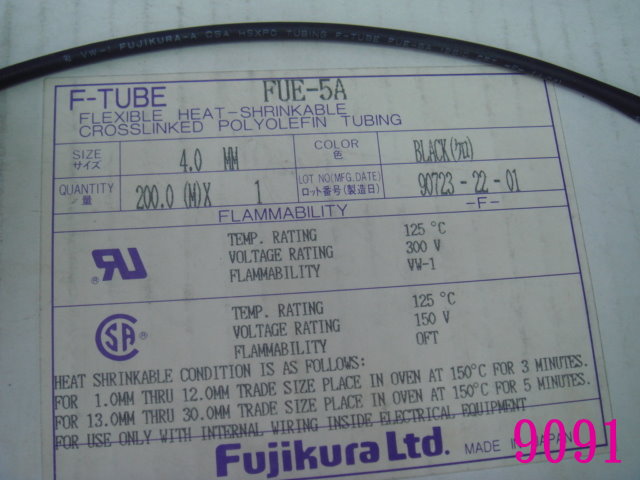 VW-1 FUJIKURA-A CSA HSXPO TUBING F-TUBE FUE-5A
F-TUBE FUE-5A
FLEXIBLE HEAT-SHRINKABLE
CROSSLINKED POLYOLEFIN TUBING
SIZE サイズ 4.0 MM COLOR 色 BLACK(クロ)
QUANTITY 量 200.0 (M)X 1 LOT NO(MFG.DATE) ロット番号(製造日) 90723-22-01
-F-
FLAMMABILITY
TEMP. RATING 125 °C
VOLTAGE RATING 300 V
FLAMMABILITY VW-1
RU ®
TEMP. RATING 125 °C
VOLTAGE RATING 150 V
FLAMMABILITY OFT
CSA ®
HEAT SHRINKABLE CONDITION IS AS FOLLOWS:
FOR 1.0MM THRU 12.0MM TRADE SIZE PLACE IN OVEN AT 150°C FOR 3 MINUTES.
FOR 13.0MM THRU 30.0MM TRADE SIZE PLACE IN OVEN AT 150°C FOR 5 MINUTES.
FOR USE ONLY WITH INTERNAL WIRING INSIDE ELECTRICAL EQUIPMENT
Fujikura Ltd. MADE IN JAPAN
9091